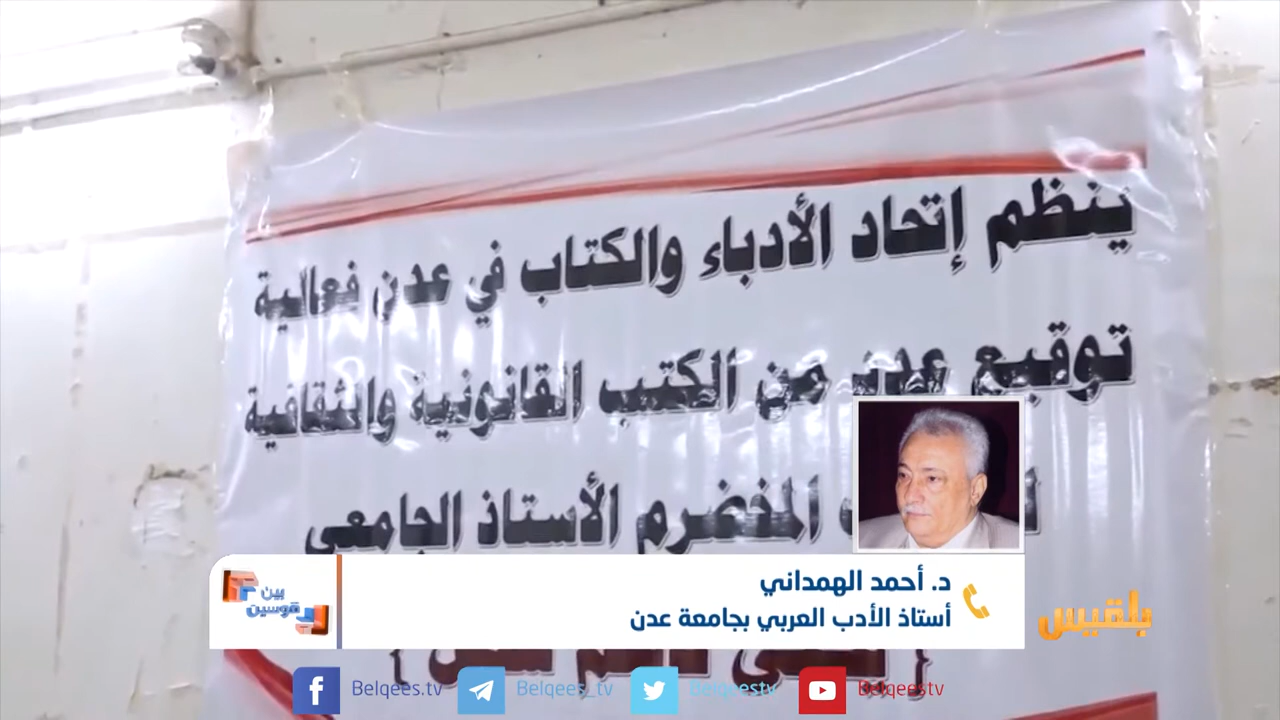 ينظم إتحاد الأدباء والكتاب في عدن فعالية
توقيع عدد من الكتب القانونية والثقافية
المخضرم الأستاذ الجامعي
د. أحمد الهمداني
أستاذ الأدب العربي بجامعة عدن
بين
قوسين
بلقيس
Belqees.tv
Belqees_tv
Belqeestv
Belqeestv